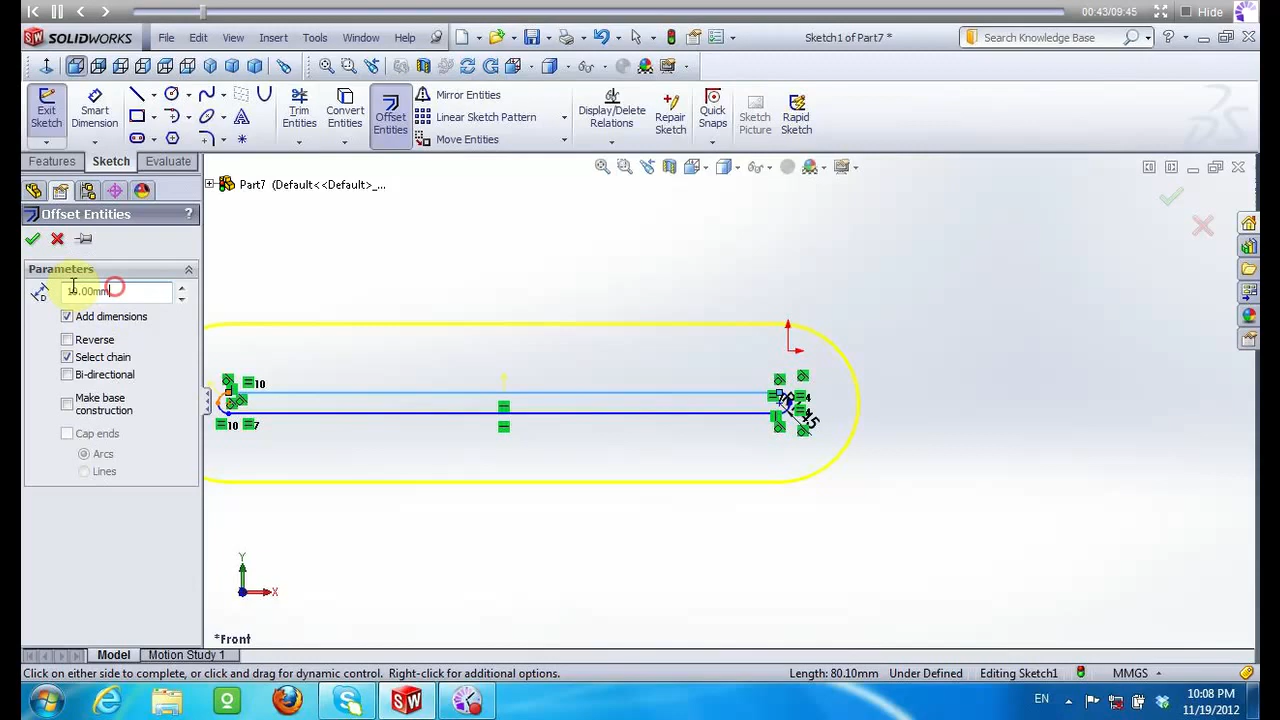 00:43/09:45
Hide
SOLIDWORKS
File Edit View Insert Tools Window Help
Sketch1 of Part7 *
Search Knowledge Base
Exit Sketch
Smart Dimension
Trim Entities
Convert Entities
Offset Entities
Mirror Entities
Linear Sketch Pattern
Move Entities
Display/Delete Relations
Repair Sketch
Quick Snaps
Sketch Picture
Rapid Sketch
Features Sketch Evaluate
Part7 (Default<<Default>_...
Offset Entities
?
Parameters
10.00mm
Add dimensions
Reverse
Select chain
Bi-directional
Make base construction
Cap ends
Arcs
Lines
10
10 7
4
Y
X
*Front
Model Motion Study 1
Click on either side to complete, or click and drag for dynamic control. Right-click for additional options.
Length: 80.10mm Under Defined Editing Sketch1 MMGS
EN
10:08 PM
11/19/2012